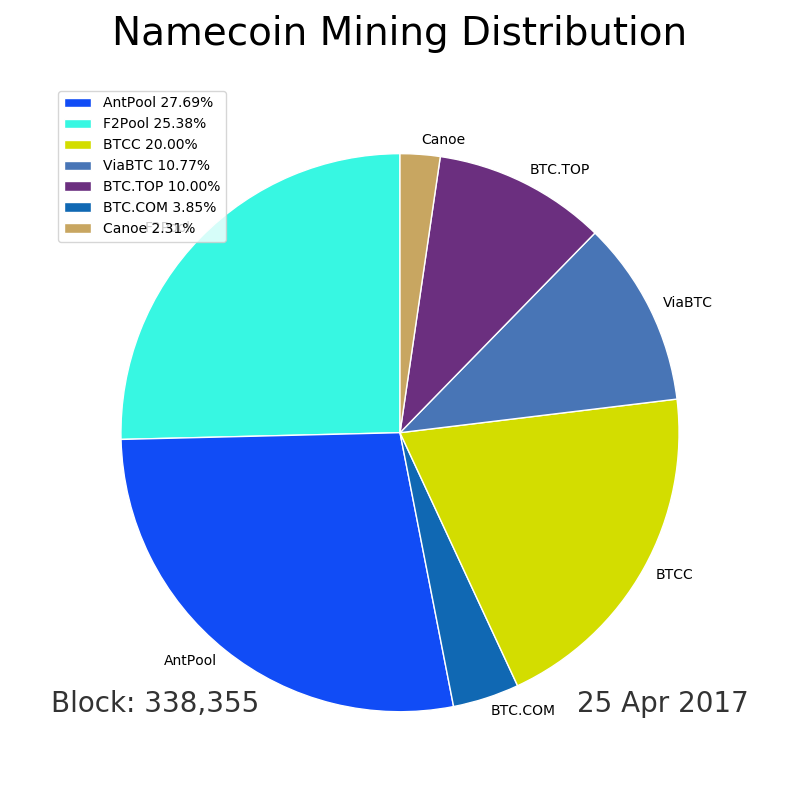 Namecoin Mining Distribution
AntPool 27.69%
F2Pool 25.38%
BTCC 20.00%
ViaBTC 10.77%
BTC.TOP 10.00%
BTC.COM 3.85%
Canoe 2.31%
Canoe
BTC.TOP
ViaBTC
BTCC
AntPool
BTC.COM
Block: 338,355
25 Apr 2017